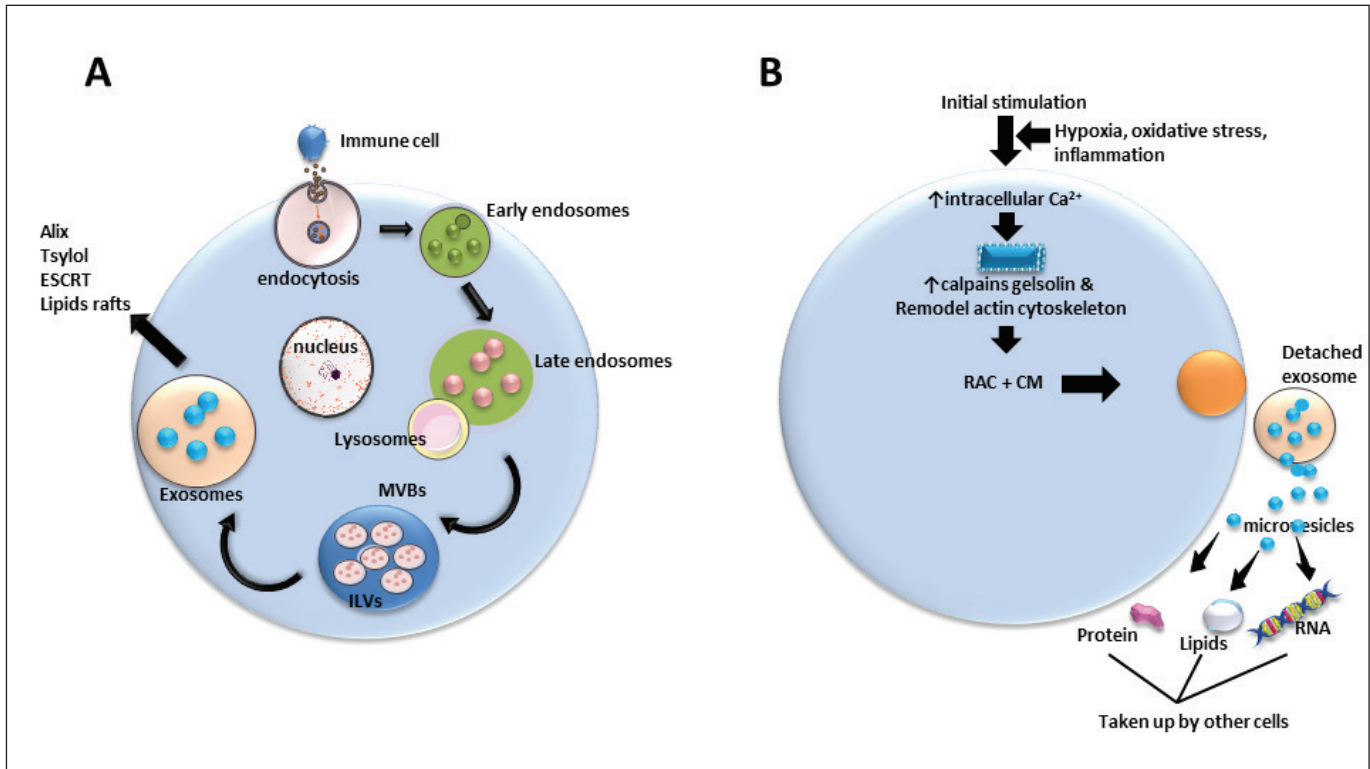 A
Immune cell
Early endosomes
endocytosis
Alix
Tsylol
ESCRT
Lipids rafts
nucleus
Late endosomes
Lysosomes
MVBs
Exosomes
ILVs
B
Initial stimulation
Hypoxia, oxidative stress,
inflammation
↑intracellular Ca²⁺
↑calpains gelsolin &
Remodel actin cytoskeleton
RAC + CM
Detached
exosome
microvesicles
Protein
Lipids
RNA
Taken up by other cells